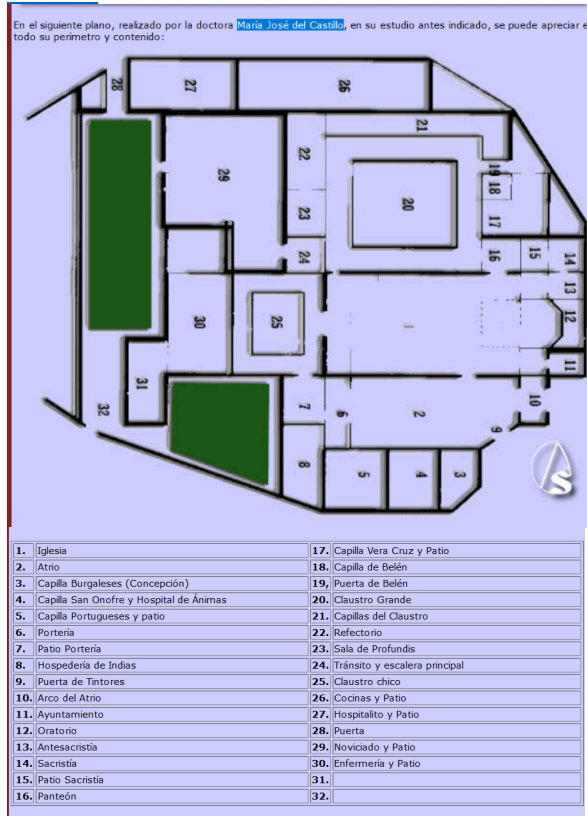 En el siguiente plano, realizado por la doctora María José del Castillo, en su estudio antes indicado, se puede apreciar e
todo su perímetro y contenido:
28
27
26
21
22
29
19
18
20
23
17
24
16
15
14
13
12
1
25
30
11
31
10
32
7
6
2
9
8
5
4
3
S
1. Iglesia
2. Atrio
3. Capilla Burgaleses (Concepción)
4. Capilla San Onofre y Hospital de Ánimas
5. Capilla Portugueses y patio
6. Portería
7. Patio Portería
8. Hospedería de Indias
9. Puerta de Tintores
10. Arco del Atrio
11. Ayuntamiento
12. Oratorio
13. Antesacristía
14. Sacristía
15. Patio Sacristía
16. Panteón
17. Capilla Vera Cruz y Patio
18. Capilla de Belén
19, Puerta de Belén
20. Claustro Grande
21. Capillas del Claustro
22. Refectorio
23. Sala de Profundis
24. Tránsito y escalera principal
25. Claustro chico
26. Cocinas y Patio
27. Hospitalito y Patio
28. Puerta
29. Noviciado y Patio
30. Enfermería y Patio
31.
32.